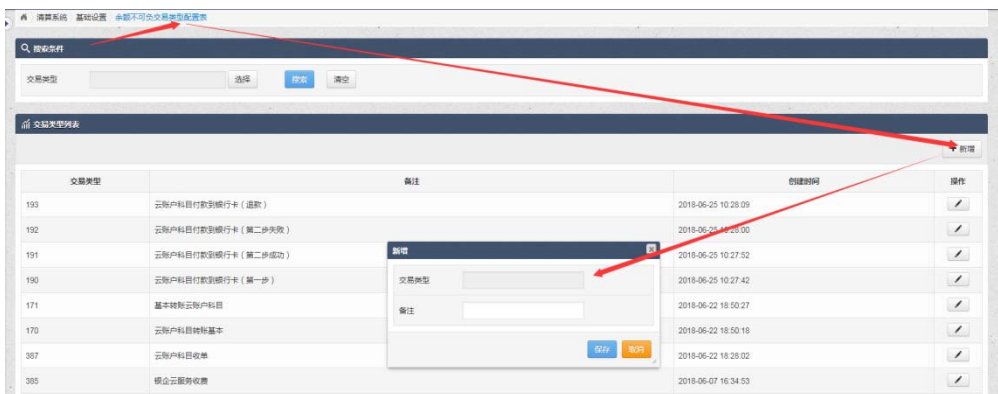 清算系统 基础设置 余额不可负交易类型配置表
搜索条件
交易类型 选择 搜索 清空
交易类型列表
新增
交易类型 备注 创建时间 操作
193 云账户科目付款到银行卡（退款） 2018-06-25 10:28:09
192 云账户科目付款到银行卡（第二步失败） 2018-06-25 10:28:00
191 云账户科目付款到银行卡（第二步成功） 2018-06-25 10:27:52
190 云账户科目付款到银行卡（第一步） 2018-06-25 10:27:42
171 基本转账云账户科目 2018-06-22 18:50:27
170 云账户科目转账基本 2018-06-22 18:50:18
387 云账户科目收单 2018-06-22 18:28:02
385 银企云服务收费 2018-06-07 16:34:53
新增
交易类型
备注
保存 取消